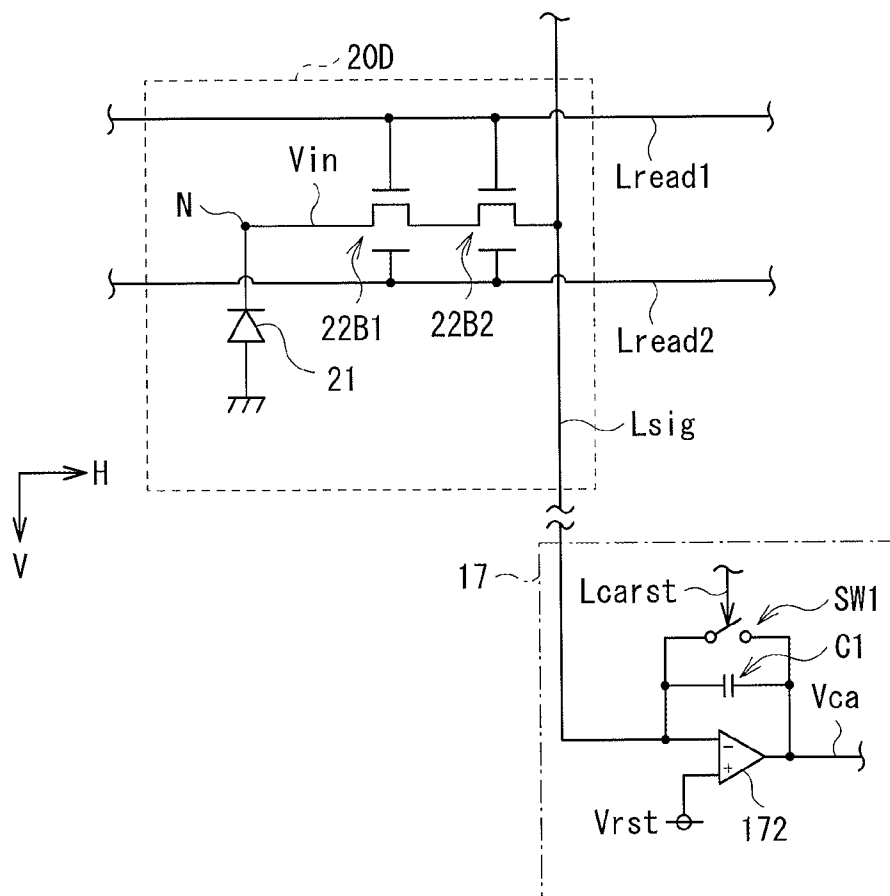 20D
Lread1
Vin
N
22B1
22B2
Lread2
21
Lsig
H
V
17
Lcarst
SW1
C1
Vca
−
+
Vrst
172